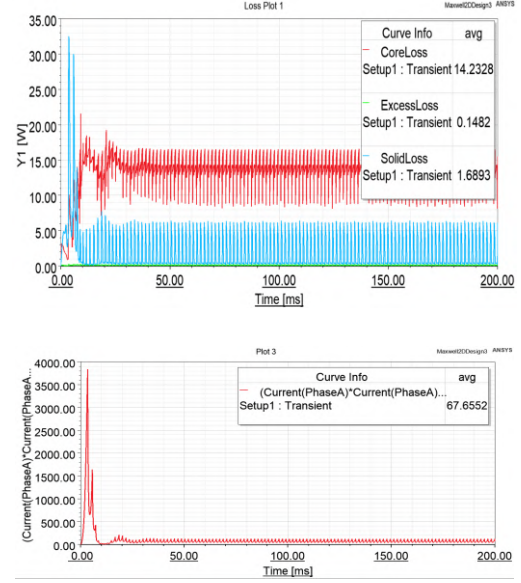 Loss Plot 1
Maxwell2DDesign3 ANSYS
35.00
Curve Info avg
CoreLoss
Setup1 : Transient 14.2328
ExcessLoss
Setup1 : Transient 0.1482
SolidLoss
Setup1 : Transient 1.6893
30.00
25.00
20.00
15.00
10.00
5.00
0.00
Y1 [W]
0.00 50.00 100.00 150.00 200.00
Time [ms]
Plot 3
Maxwell2DDesign3 ANSYS
4000.00
Curve Info avg
(Current(PhaseA)*Current(PhaseA)...
Setup1 : Transient 67.6552
3500.00
3000.00
2500.00
2000.00
1500.00
1000.00
500.00
0.00
(Current(PhaseA)*Current(PhaseA...
0.00 50.00 100.00 150.00 200.00
Time [ms]